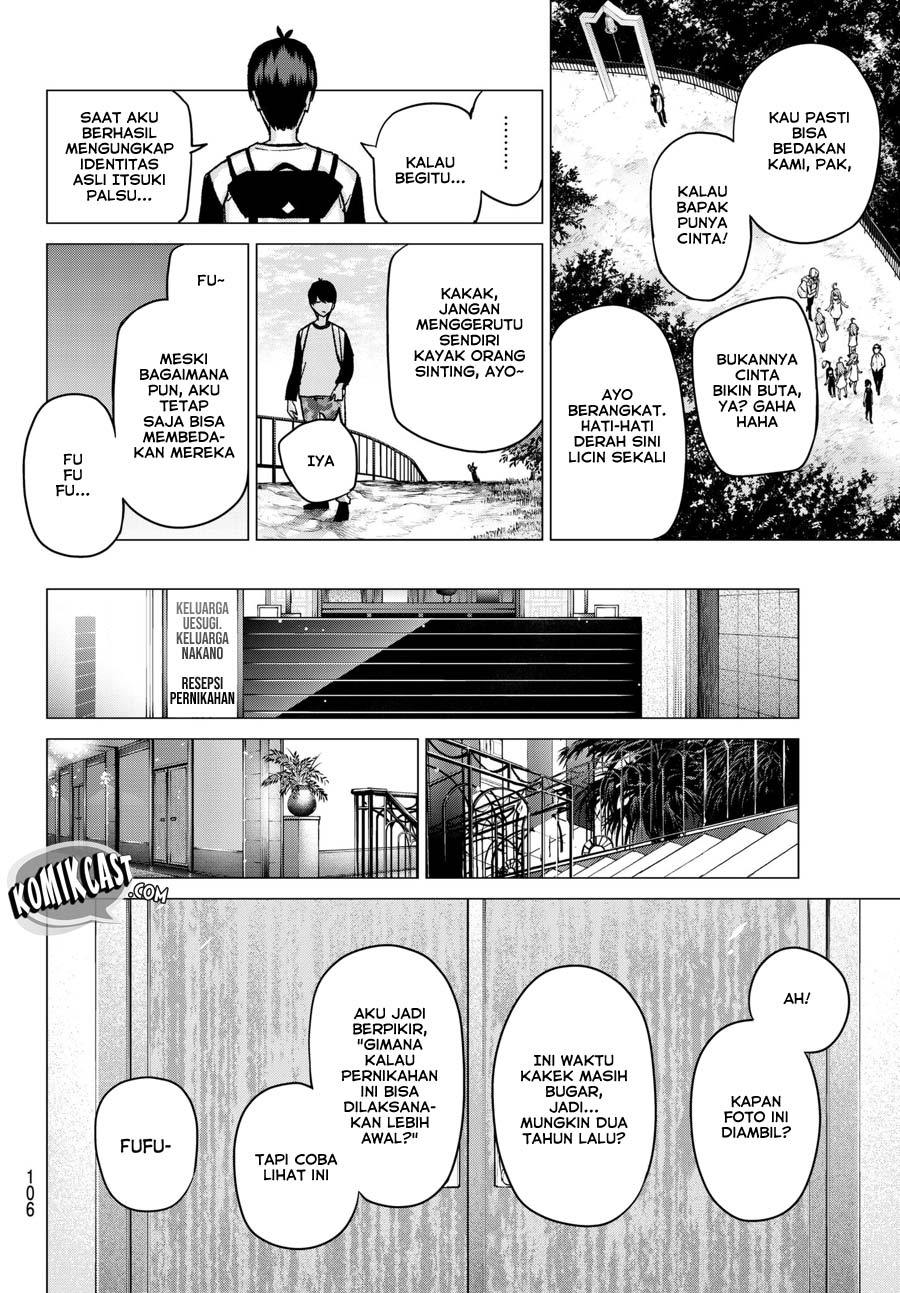 KAU PASTI
BISA
BEDAKAN
KAMI, PAK,
KALAU
BAPAK
PUNYA
CINTA!
BUKANNYA
CINTA
BIKIN BUTA,
YA? GAHA
HAHA
AYO
BERANGKAT.
HATI-HATI
DERAH SINI
LICIN SEKALI
........
KALAU
BEGITU...
SAAT AKU
BERHASIL
MENGUNGKAP
IDENTITAS
ASLI ITSUKI
PALSU...
KAKAK,
JANGAN
MENGGERUTU
SENDIRI
KAYAK ORANG
SINTING, AYO~
IYA
FU~
MESKI
BAGAIMANA
PUN, AKU
TETAP
SAJA BISA
MEMBEDA-
KAN MEREKA
FU
FU...
KELUARGA
UESUGI.
KELUARGA
NAKANO
RESEPSI
PERNIKAHAN
KOMIKCAST
.COM
AH!
KAPAN
FOTO INI
DIAMBIL?
INI WAKTU
KAKEK MASIH
BUGAR,
JADI...
MUNGKIN DUA
TAHUN LALU?
AKU JADI
BERPIKIR,
"GIMANA
KALAU
PERNIKAHAN
INI BISA
DILAKSANA-
KAN LEBIH
AWAL?"
TAPI COBA
LIHAT INI
FUFU-
106